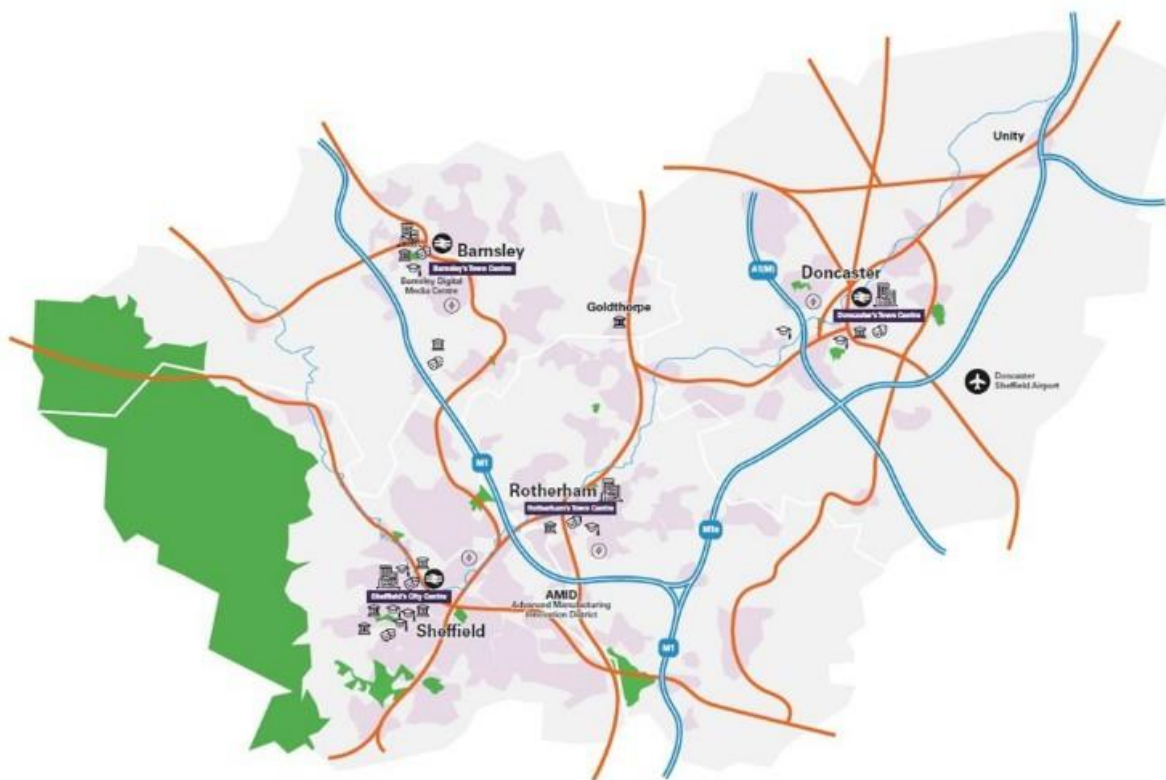 Unity
Barnsley
Barnsley's Town Centre
Barnsley Digital
Media Centre
A1(M)
Doncaster
Doncaster's Town Centre
Goldthorpe
Doncaster
Sheffield Airport
M1
Rotherham
Rotherham's Town Centre
M18
Sheffield's City Centre
Sheffield
AMID
Advanced Manufacturing
Innovation District
M1